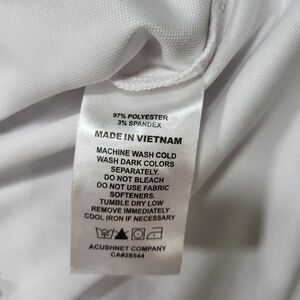 97% POLYESTER
3% SPANDEX
MADE IN VIETNAM
MACHINE WASH COLD
WASH DARK COLORS
SEPARATELY.
DO NOT BLEACH
DO NOT USE FABRIC
SOFTENERS.
TUMBLE DRY LOW
REMOVE IMMEDIATELY
COOL IRON IF NECESSARY
ACUSHNET COMPANY
CA#26544